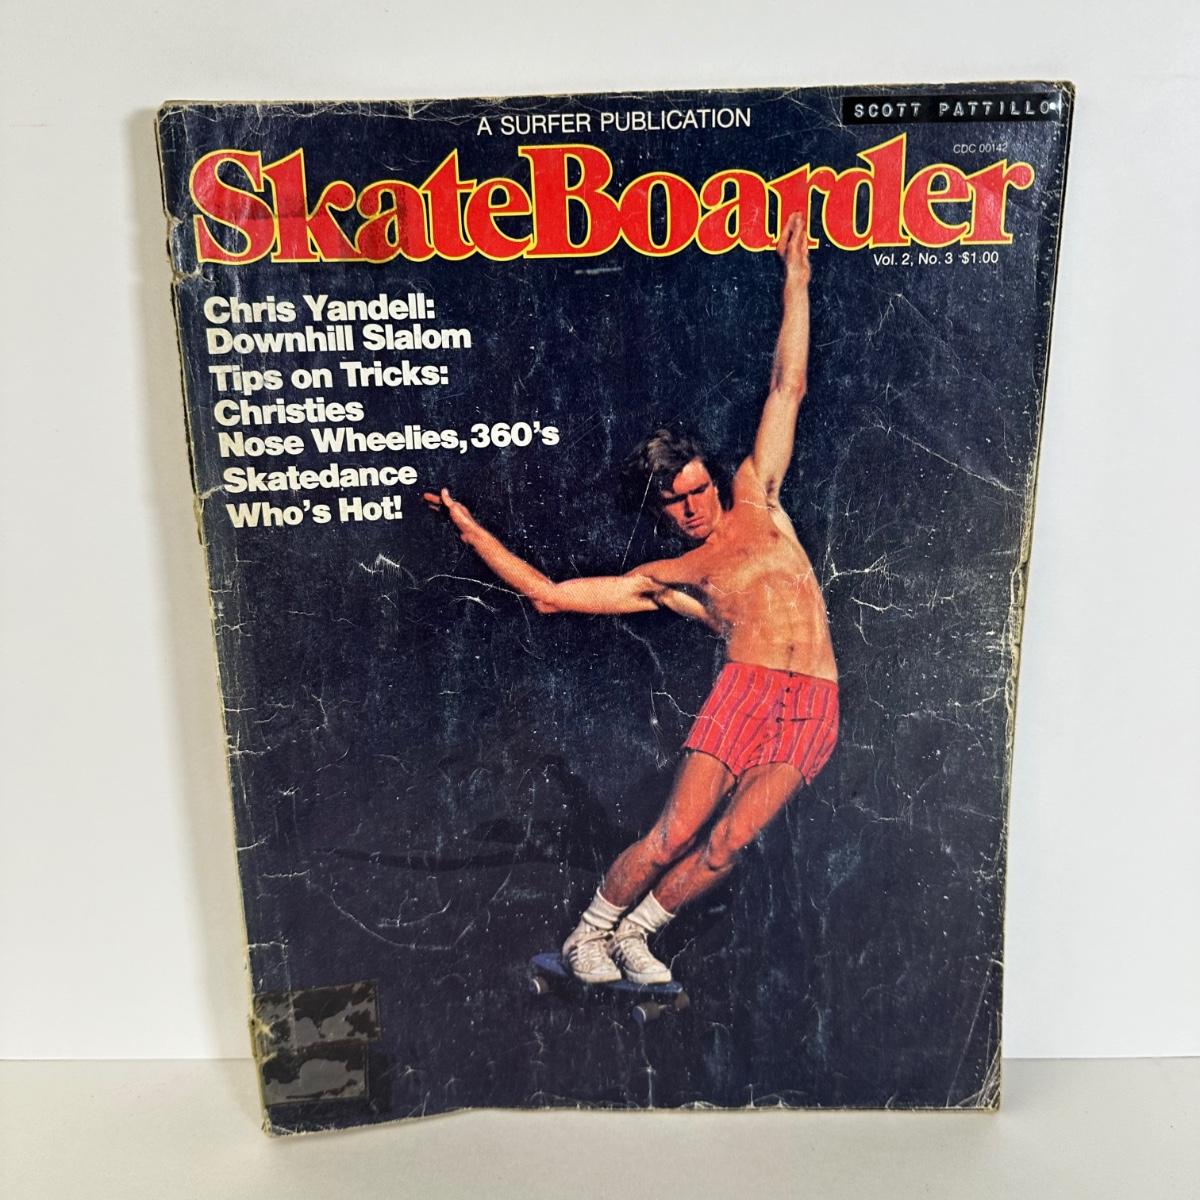 A SURFER PUBLICATION
SCOTT PATTILLO
CDC 00142
SkateBoarder
Vol. 2, No. 3 $1.00
Chris Yandell:
Downhill Slalom
Tips on Tricks:
Christies
Nose Wheelies, 360's
Skatedance
Who's Hot!